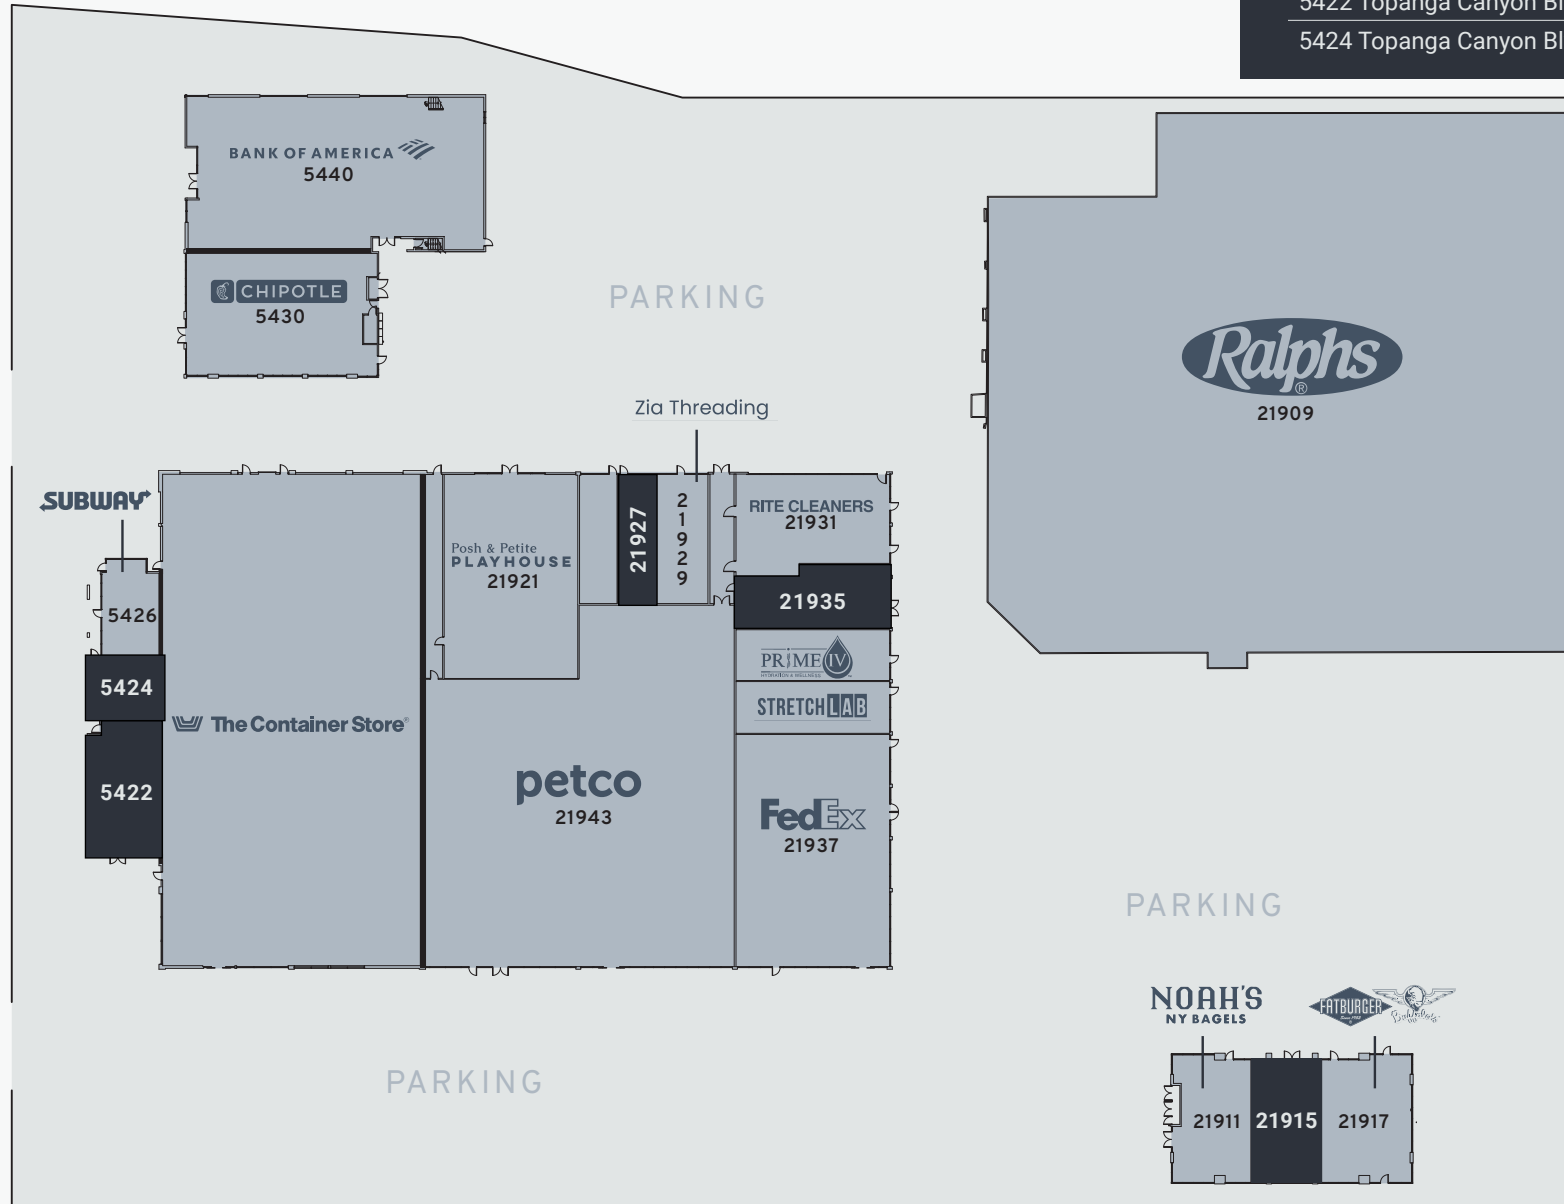 5422 Topanga Canyon Bl
5424 Topanga Canyon Bl
BANK OF AMERICA
5440
CHIPOTLE
5430
PARKING
Ralphs
®
21909
Zia Threading
SUBWAY
5426
5424
5422
The Container Store®
Posh & Petite
PLAYHOUSE
21921
21927
21929
RITE CLEANERS
21931
21935
PRIME IV
HYDRATION & WELLNESS
STRETCH LAB
petco
21943
FedEx
21937
PARKING
NOAH'S
NY BAGELS
FATBURGER
21911
21915
21917
PARKING